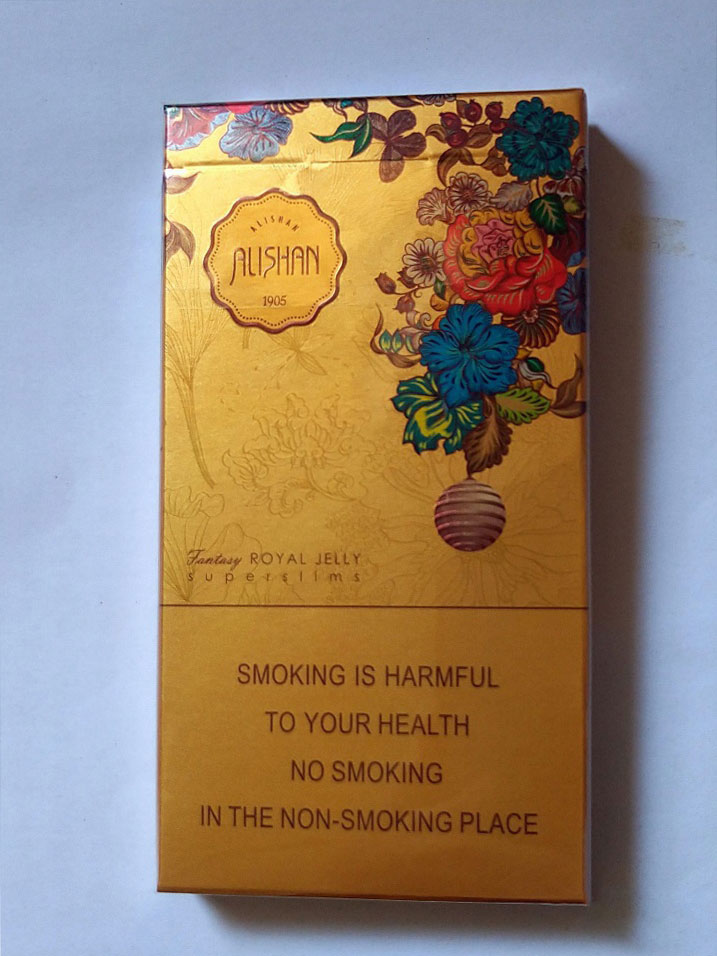 ALISHAN
ALISHAN
1905
Fantasy ROYAL JELLY
superslims
SMOKING IS HARMFUL
TO YOUR HEALTH
NO SMOKING
IN THE NON-SMOKING PLACE